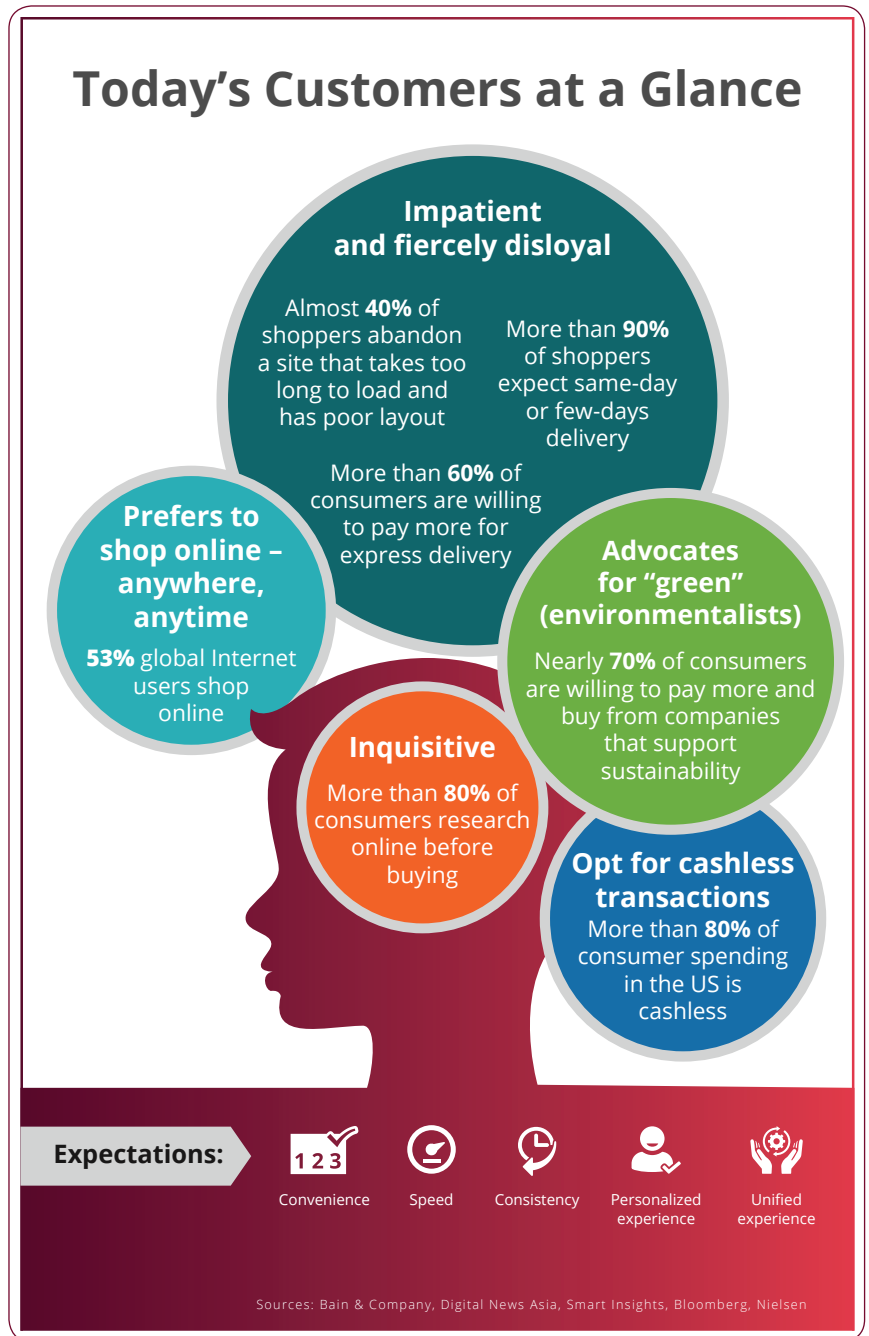 Today's Customers at a Glance
Impatient
and fiercely disloyal
Almost 40% of
shoppers abandon
a site that takes too
long to load and
has poor layout
More than 90%
of shoppers
expect same-day
or few-days
delivery
More than 60% of
consumers are willing
to pay more for
express delivery
Prefers to
shop online –
anywhere,
anytime
53% global Internet
users shop
online
Advocates
for “green”
(environmentalists)
Nearly 70% of consumers
are willing to pay more and
buy from companies
that support
sustainability
Inquisitive
More than 80% of
consumers research
online before
buying
Opt for cashless
transactions
More than 80% of
consumer spending
in the US is
cashless
Expectations:
1 2 3
Convenience
Speed
Consistency
Personalized
experience
Unified
experience
Sources: Bain & Company, Digital News Asia, Smart Insights, Bloomberg, Nielsen